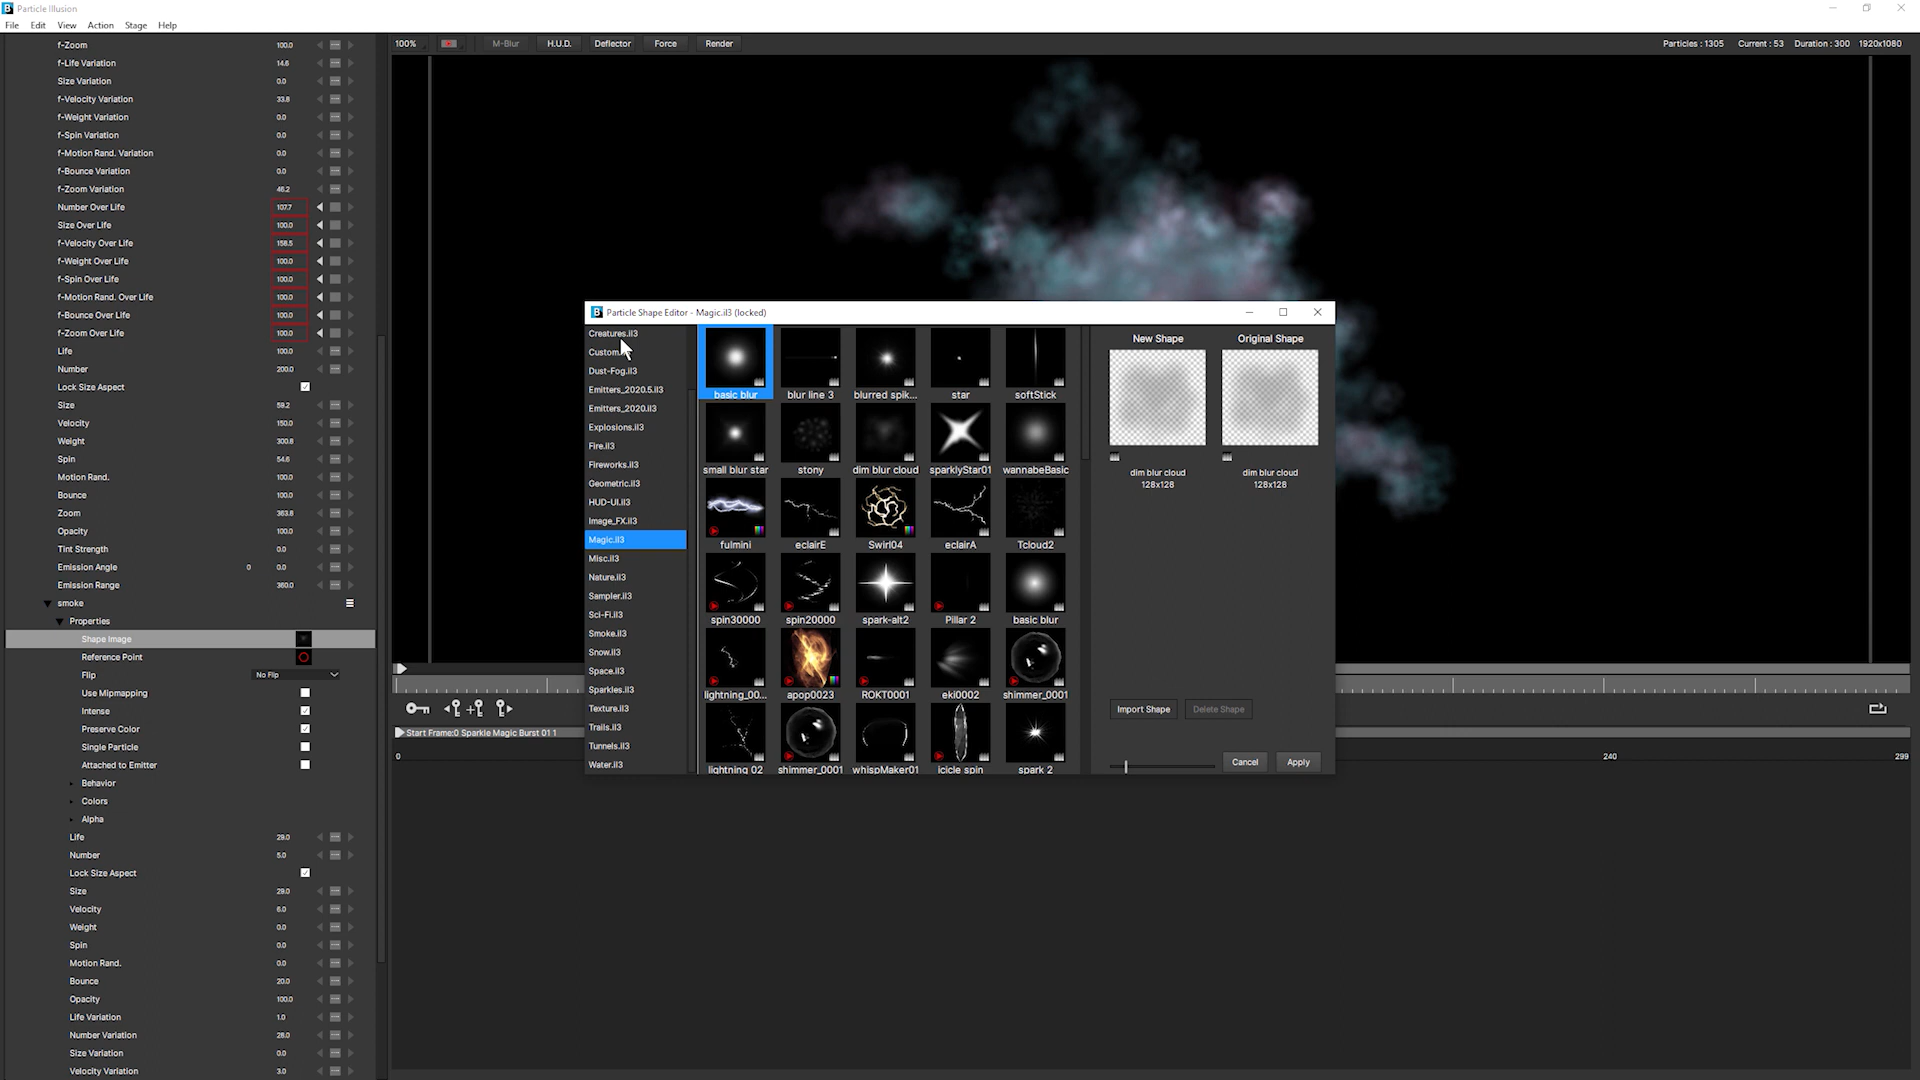 Particle Illusion
File Edit View Action Stage Help
100% M-Blur H.U.D. Deflector Force Render Particles : 1305 Current : 53 Duration : 300 1920x1080
f-Zoom 100.0
f-Life Variation 14.6
Size Variation 0.0
f-Velocity Variation 33.8
f-Weight Variation 0.0
f-Spin Variation 0.0
f-Motion Rand. Variation 0.0
f-Bounce Variation 0.0
f-Zoom Variation 46.2
Number Over Life 107.7
Size Over Life 100.0
f-Velocity Over Life 158.5
f-Weight Over Life 100.0
f-Spin Over Life 100.0
f-Motion Rand. Over Life 100.0
f-Bounce Over Life 100.0
f-Zoom Over Life 100.0
Life 100.0
Number 200.0
Lock Size Aspect
Size 59.2
Velocity 150.0
Weight 300.8
Spin 54.6
Motion Rand. 100.0
Bounce 100.0
Zoom 363.6
Opacity 100.0
Tint Strength 0.0
Emission Angle 0 0.0
Emission Range 360.0
smoke
Properties
Shape Image
Reference Point
Flip No Flip
Use Mipmapping
Intense
Preserve Color
Single Particle
Attached to Emitter
Behavior
Colors
Alpha
Life 29.0
Number 5.0
Lock Size Aspect
Size 29.0
Velocity 6.0
Weight 0.0
Spin 0.0
Motion Rand. 0.0
Bounce 20.0
Opacity 100.0
Life Variation 1.0
Number Variation 28.0
Size Variation 0.0
Velocity Variation 3.0
Particle Shape Editor - Magic.il3 (locked)
Creatures.il3
Custom
Dust-Fog.il3
Emitters_2020.5.il3
Emitters_2020.il3
Explosions.il3
Fire.il3
Fireworks.il3
Geometric.il3
HUD-UI.il3
Image_FX.il3
Magic.il3
Misc.il3
Nature.il3
Sampler.il3
Sci-Fi.il3
Smoke.il3
Snow.il3
Space.il3
Sparkles.il3
Texture.il3
Trails.il3
Tunnels.il3
Water.il3
basic blur blur line 3 blurred spik... star softStick
small blur star stony dim blur cloud sparklyStar01 wannabeBasic
fulmini eclairE Swirl04 eclairA Tcloud2
spin30000 spin20000 spark-alt2 Pillar 2 basic blur
lightning_00... apop0023 ROKT0001 eki0002 shimmer_0001
lightning 02 shimmer_0001 whispMaker01 icicle spin spark 2
New Shape Original Shape
dim blur cloud dim blur cloud
128x128 128x128
Import Shape Delete Shape
Cancel Apply
Start Frame:0 Sparkle Magic Burst 01 1
0 240 299